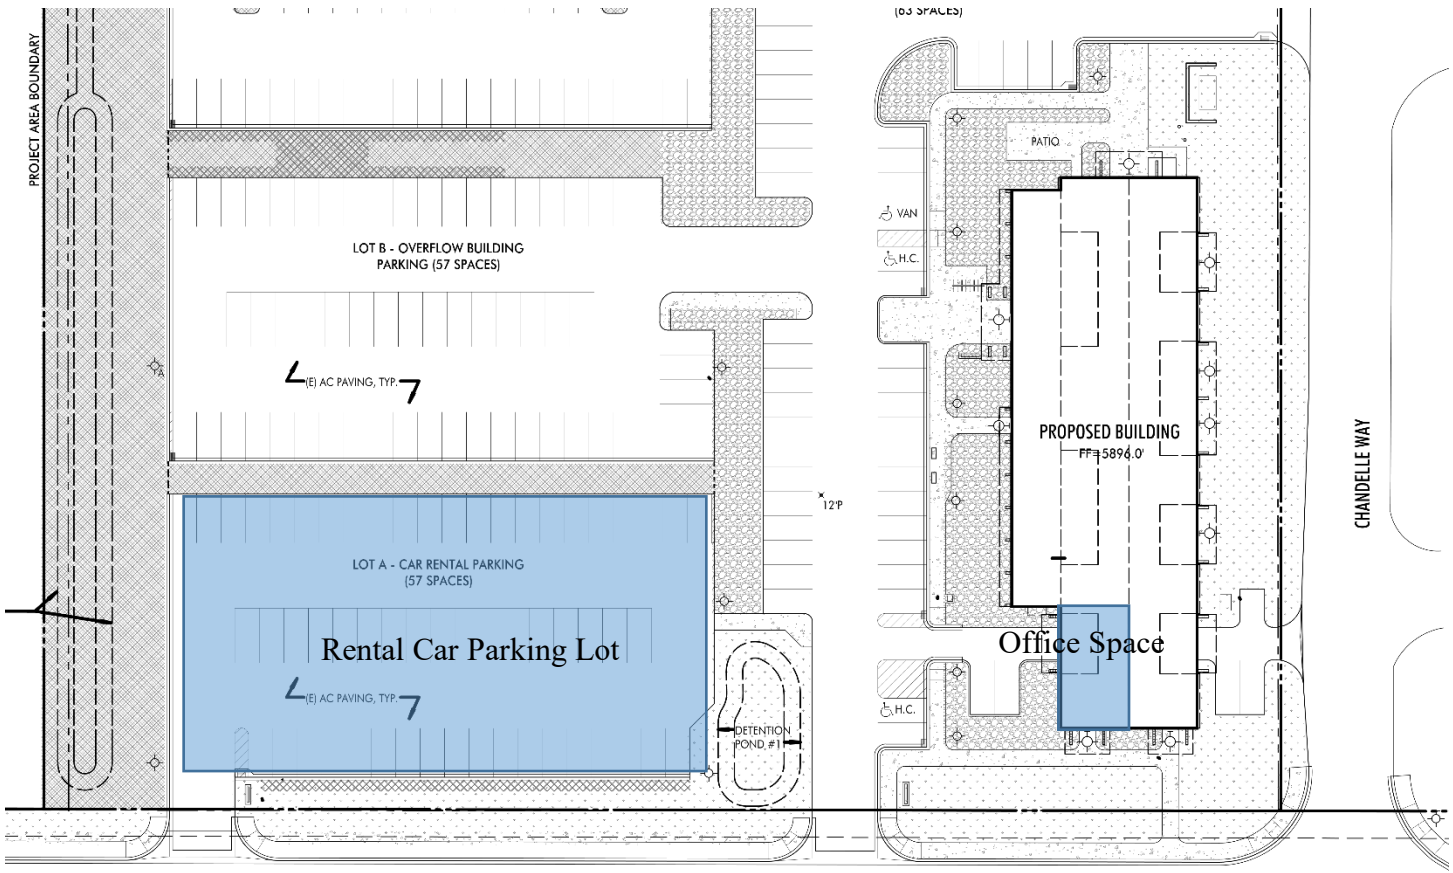 (63 SPACES)
PROJECT AREA BOUNDARY
PATIO
VAN
H.C.
LOT B - OVERFLOW BUILDING
PARKING (57 SPACES)
(E) AC PAVING, TYP.
A
PROPOSED BUILDING
FF=5896.0'
CHANDELLE WAY
12'P
LOT A - CAR RENTAL PARKING
(57 SPACES)
Rental Car Parking Lot
Office Space
(E) AC PAVING, TYP.
H.C.
DETENTION
POND #1